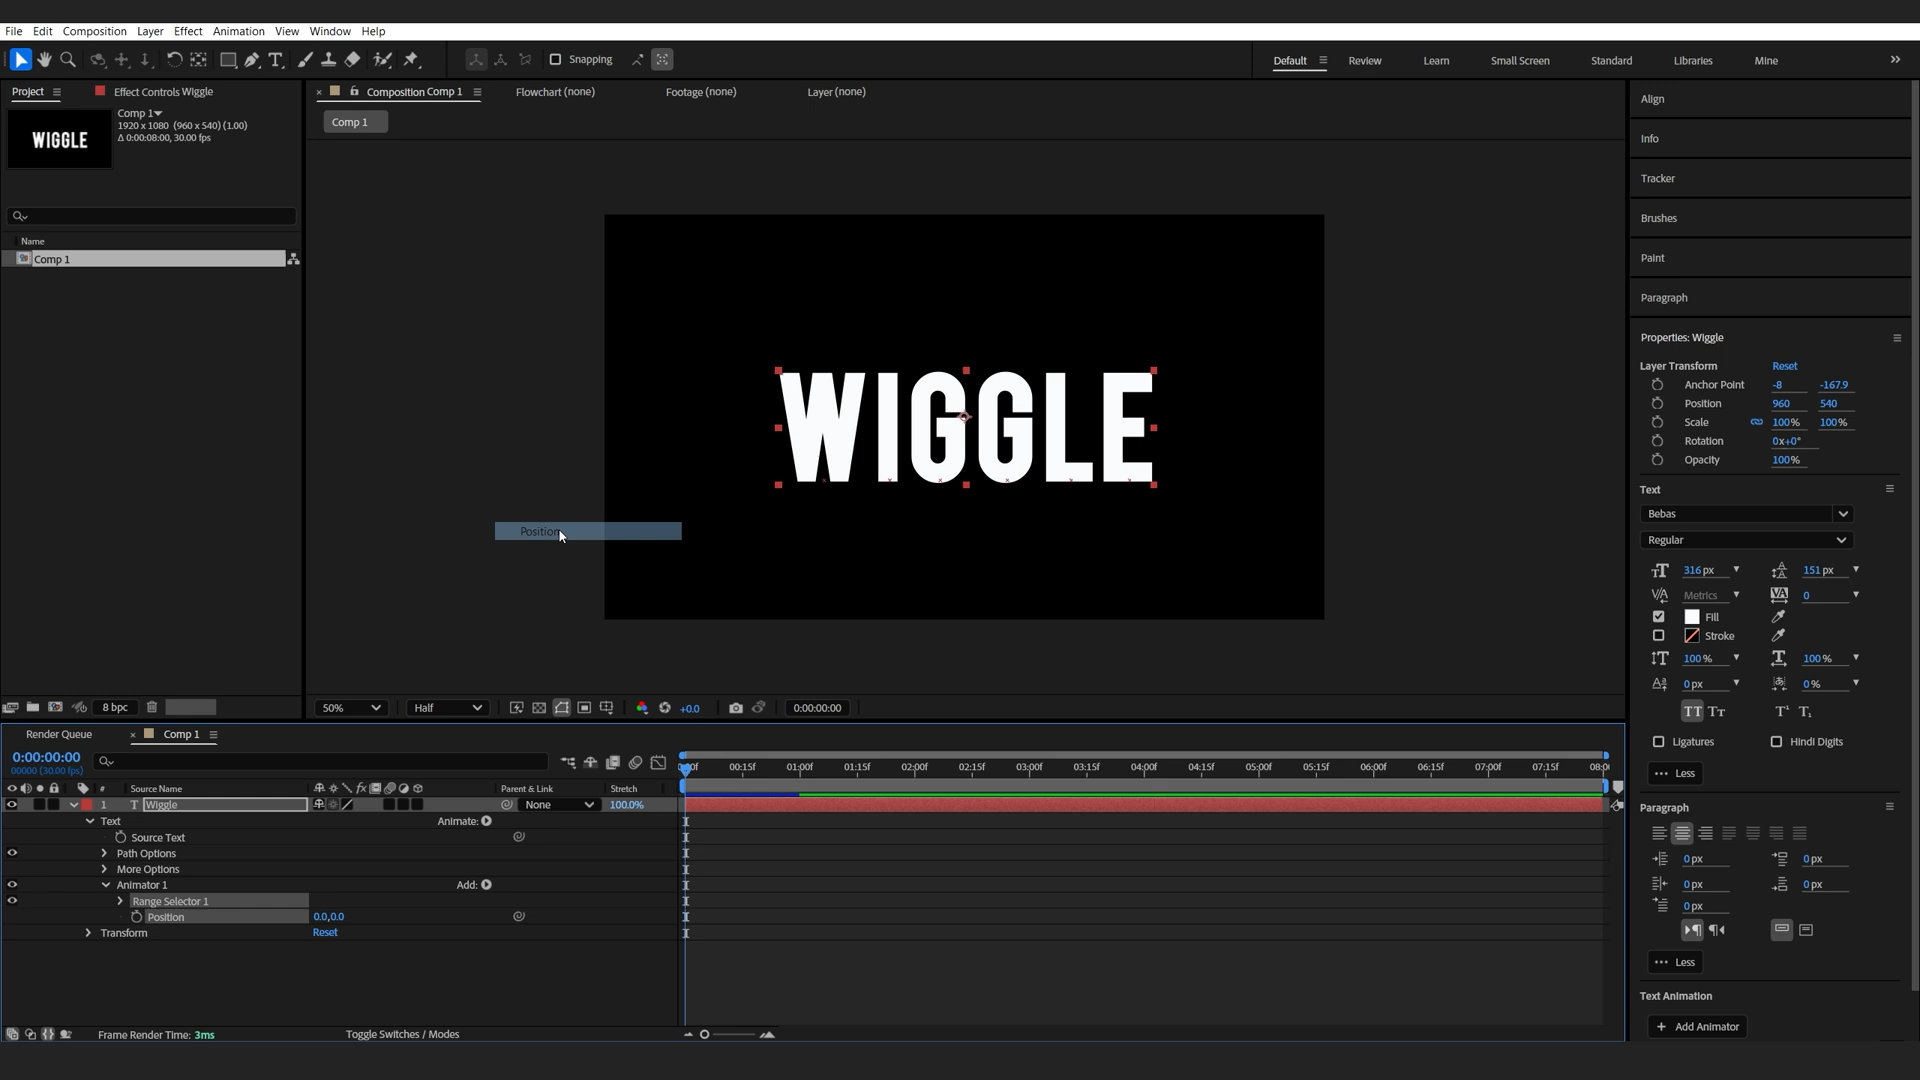 File Edit Composition Layer Effect Animation View Window Help
Snapping
Default Review Learn Small Screen Standard Libraries Mine
Project Effect Controls Wiggle
Composition Comp 1 Flowchart (none) Footage (none) Layer (none)
Comp 1
Comp 1
1920 x 1080 (960 x 540) (1.00)
Δ 0:00:08:00, 30.00 fps
WIGGLE
Name
Comp 1
8 bpc
WIGGLE
Position
50% Half +0.0 0:00:00:00
Align
Info
Tracker
Brushes
Paint
Paragraph
Properties: Wiggle
Layer Transform Reset
Anchor Point -8 -167.9
Position 960 540
Scale 100% 100%
Rotation 0x+0°
Opacity 100%
Text
Bebas
Regular
316 px 151 px
Metrics 0
Fill
Stroke
100 % 100 %
0 px 0 %
Ligatures Hindi Digits
Less
Paragraph
0 px 0 px
0 px 0 px
0 px
Less
Text Animation
Add Animator
Render Queue Comp 1
0:00:00:00
00000 (30.00 fps)
00:15f 01:00f 01:15f 02:00f 02:15f 03:00f 03:15f 04:00f 04:15f 05:00f 05:15f 06:00f 06:15f 07:00f 07:15f
# Source Name Parent & Link Stretch
1 T Wiggle None 100.0%
Text Animate:
Source Text
Path Options
More Options
Animator 1 Add:
Range Selector 1
Position 0.0,0.0
Transform Reset
Frame Render Time: 3ms Toggle Switches / Modes